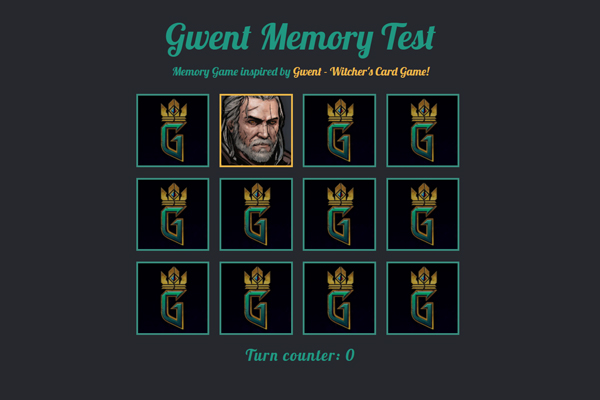 Gwent Memory Test
Memory Game inspired by Gwent - Witcher's Card Game!
G G G
G G G G
G G G G
Turn counter: 0